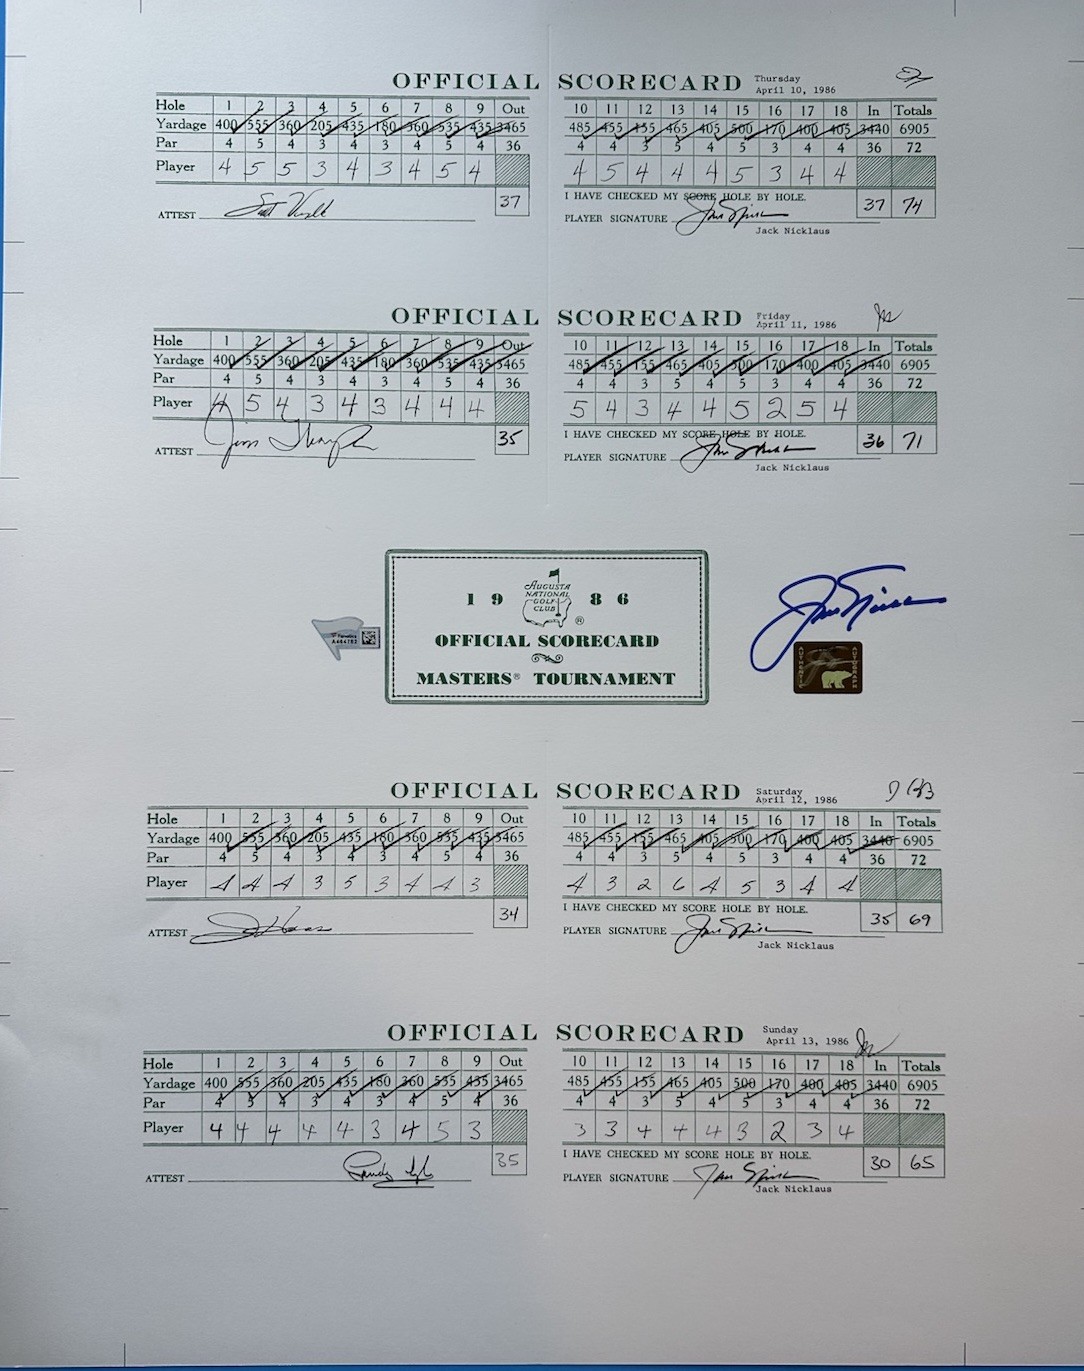 OFFICIAL SCORECARD Thursday
April 10, 1986
Hole 1 2 3 4 5 6 7 8 9 Out 10 11 12 13 14 15 16 17 18 In Totals
Yardage 400 555 360 205 435 180 360 535 435 3465 485 455 155 465 405 500 170 400 405 3440 6905
Par 4 5 4 3 4 3 4 5 4 36 4 4 3 5 4 5 3 4 4 36 72
Player 4 5 5 3 4 3 4 5 4 4 5 4 4 4 5 3 4 4
37 I HAVE CHECKED MY SCORE HOLE BY HOLE. 37 74
ATTEST PLAYER SIGNATURE
Jack Nicklaus
OFFICIAL SCORECARD Friday
April 11, 1986
Hole 1 2 3 4 5 6 7 8 9 Out 10 11 12 13 14 15 16 17 18 In Totals
Yardage 400 555 360 205 435 180 360 535 435 3465 485 455 155 465 405 500 170 400 405 3440 6905
Par 4 5 4 3 4 3 4 5 4 36 4 4 3 5 4 5 3 4 4 36 72
Player 4 5 4 3 4 3 4 4 4 5 4 3 4 4 5 2 5 4
35 I HAVE CHECKED MY SCORE HOLE BY HOLE. 36 71
ATTEST Jim Thorpe PLAYER SIGNATURE
Jack Nicklaus
1986
AUGUSTA
NATIONAL
GOLF
CLUB ®
OFFICIAL SCORECARD
MASTERS® TOURNAMENT
Fanatics
Jack Nicklaus
AUTHENTIC AUTOGRAPH
OFFICIAL SCORECARD Saturday
April 12, 1986
Hole 1 2 3 4 5 6 7 8 9 Out 10 11 12 13 14 15 16 17 18 In Totals
Yardage 400 555 360 205 435 180 360 535 435 3465 485 455 155 465 405 500 170 400 405 3440 6905
Par 4 5 4 3 4 3 4 5 4 36 4 4 3 5 4 5 3 4 4 36 72
Player 4 4 4 3 5 3 4 4 3 4 3 2 6 4 5 3 4 4
34 I HAVE CHECKED MY SCORE HOLE BY HOLE. 35 69
ATTEST PLAYER SIGNATURE
Jack Nicklaus
OFFICIAL SCORECARD Sunday
April 13, 1986
Hole 1 2 3 4 5 6 7 8 9 Out 10 11 12 13 14 15 16 17 18 In Totals
Yardage 400 555 360 205 435 180 360 535 435 3465 485 455 155 465 405 500 170 400 405 3440 6905
Par 4 5 4 3 4 3 4 5 4 36 4 4 3 5 4 5 3 4 4 36 72
Player 4 4 4 4 4 3 4 5 3 3 3 4 4 4 3 2 3 4
35 I HAVE CHECKED MY SCORE HOLE BY HOLE. 30 65
ATTEST PLAYER SIGNATURE
Jack Nicklaus